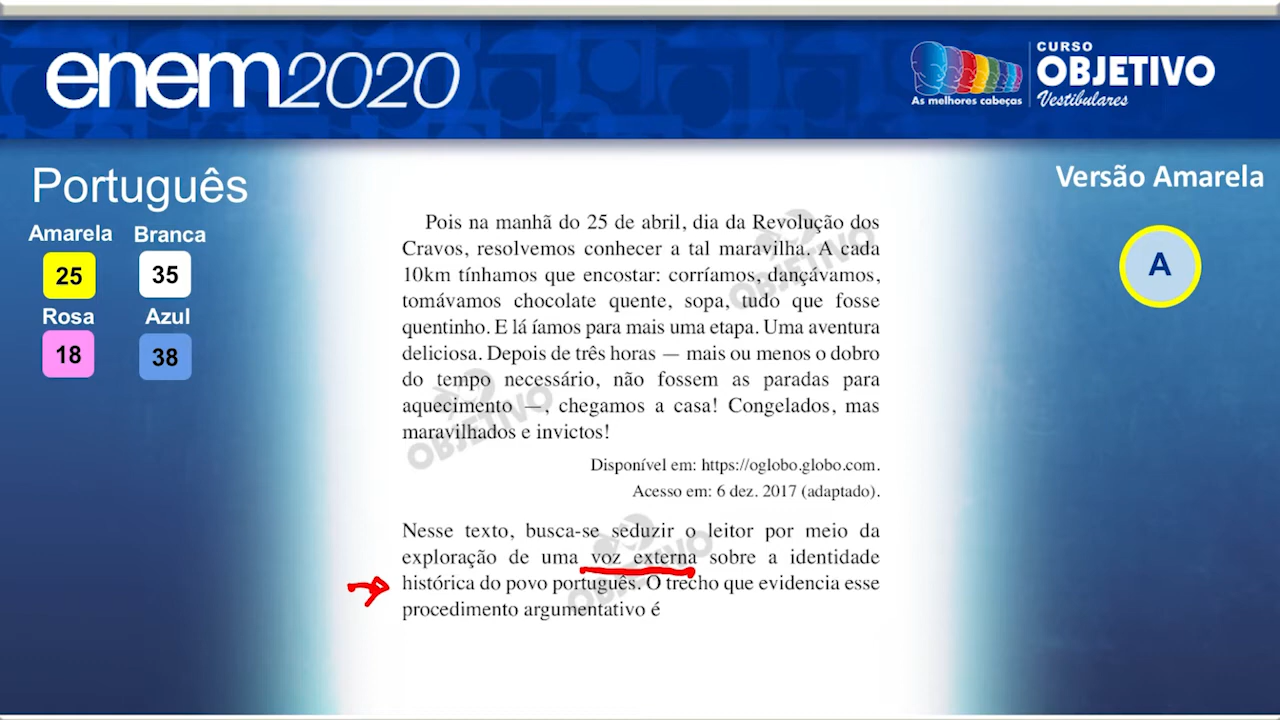 enem2020
CURSO
OBJETIVO
As melhores cabeças
Vestibulares
Português
Versão Amarela
Amarela Branca
25 35
Rosa Azul
18 38
A
Pois na manhã do 25 de abril, dia da Revolução dos
Cravos, resolvemos conhecer a tal maravilha. A cada
10km tínhamos que encostar: corríamos, dançávamos,
tomávamos chocolate quente, sopa, tudo que fosse
quentinho. E lá íamos para mais uma etapa. Uma aventura
deliciosa. Depois de três horas — mais ou menos o dobro
do tempo necessário, não fossem as paradas para
aquecimento —, chegamos a casa! Congelados, mas
maravilhados e invictos!
Disponível em: https://oglobo.globo.com.
Acesso em: 6 dez. 2017 (adaptado).
Nesse texto, busca-se seduzir o leitor por meio da
exploração de uma voz externa sobre a identidade
histórica do povo português. O trecho que evidencia esse
procedimento argumentativo é
OBJETIVO
OBJETIVO
OBJETIVO